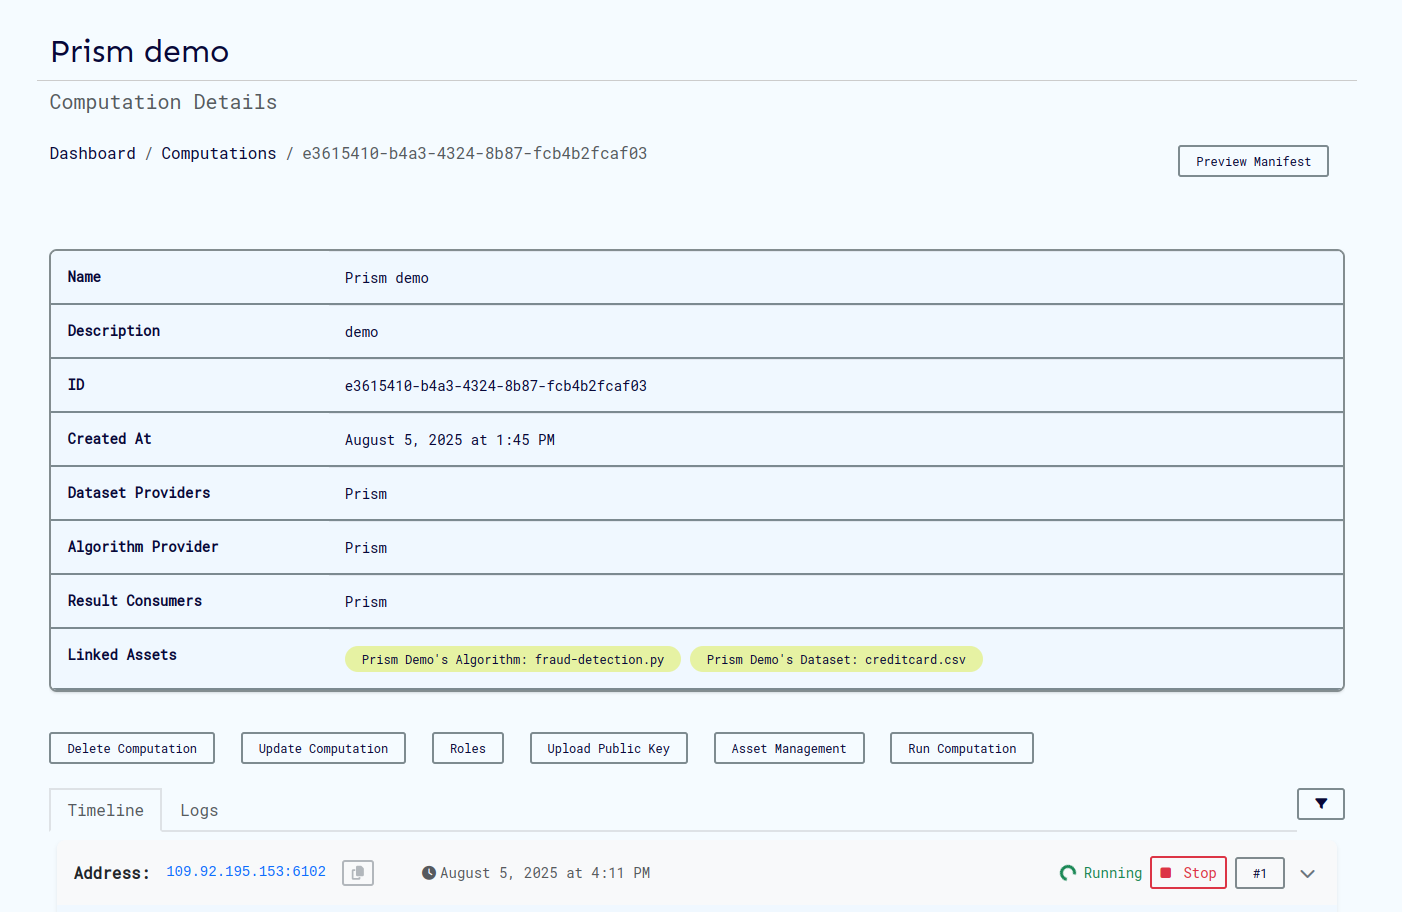 Prism demo
Computation Details
Dashboard / Computations / e3615410-b4a3-4324-8b87-fcb4b2fcaf03
Preview Manifest
Name Prism demo
Description demo
ID e3615410-b4a3-4324-8b87-fcb4b2fcaf03
Created At August 5, 2025 at 1:45 PM
Dataset Providers Prism
Algorithm Provider Prism
Result Consumers Prism
Linked Assets Prism Demo's Algorithm: fraud-detection.py Prism Demo's Dataset: creditcard.csv
Delete Computation Update Computation Roles Upload Public Key Asset Management Run Computation
Timeline Logs
Address: 109.92.195.153:6102 August 5, 2025 at 4:11 PM Running Stop #1